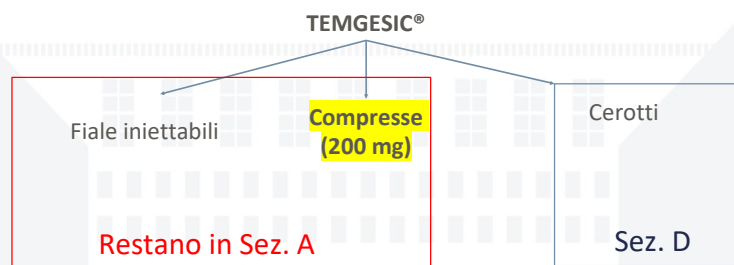 TEMGESIC®
Fiale iniettabili
Compresse
(200 mg)
Cerotti
Restano in Sez. A
Sez. D